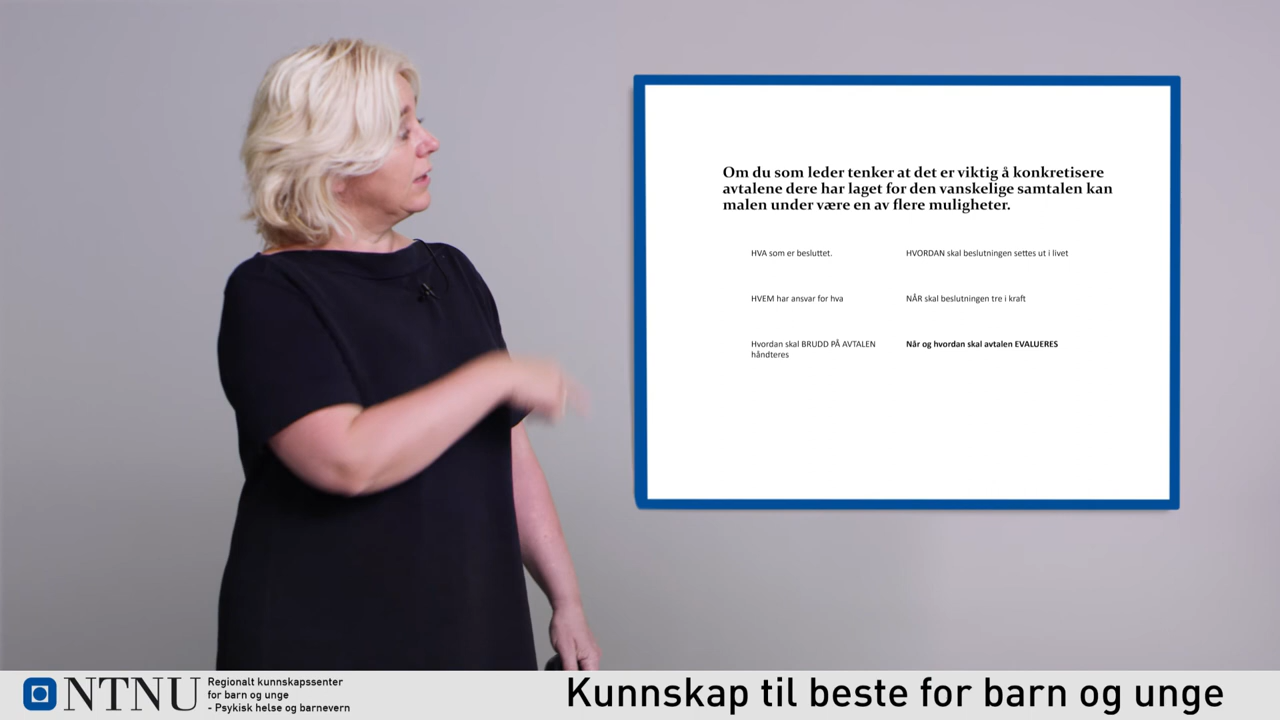 Om du som leder tenker at det er viktig å konkretisere
avtalene dere har laget for den vanskelige samtalen kan
malen under være en av flere muligheter.
HVA som er besluttet.
HVORDAN skal beslutningen settes ut i livet
HVEM har ansvar for hva
NÅR skal beslutningen tre i kraft
Hvordan skal BRUDD PÅ AVTALEN
håndteres
Når og hvordan skal avtalen EVALUERES
NTNU
Regionalt kunnskapssenter
for barn og unge
- Psykisk helse og barnevern
Kunnskap til beste for barn og unge